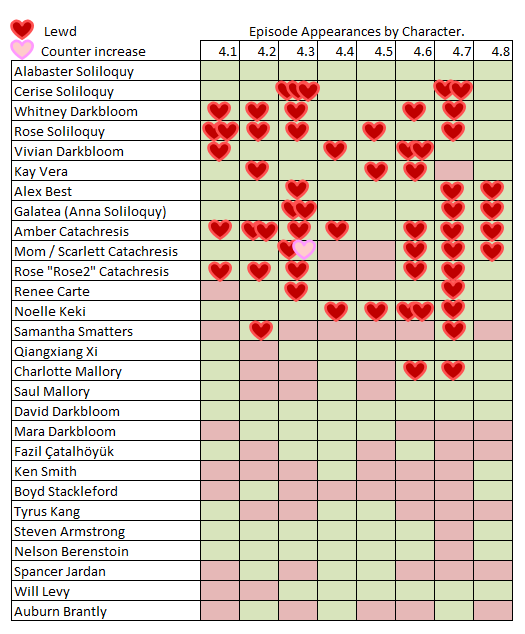 Lewd
Episode Appearances by Character.
Counter increase
4.1 4.2 4.3 4.4 4.5 4.6 4.7 4.8
Alabaster Soliloquy
Cerise Soliloquy
Whitney Darkbloom
Rose Soliloquy
Vivian Darkbloom
Kay Vera
Alex Best
Galatea (Anna Soliloquy)
Amber Catachresis
Mom / Scarlett Catachresis
Rose "Rose2" Catachresis
Renee Carte
Noelle Keki
Samantha Smatters
Qiangxiang Xi
Charlotte Mallory
Saul Mallory
David Darkbloom
Mara Darkbloom
Fazil Çatalhöyük
Ken Smith
Boyd Stackleford
Tyrus Kang
Steven Armstrong
Nelson Berenstoin
Spancer Jardan
Will Levy
Auburn Brantly